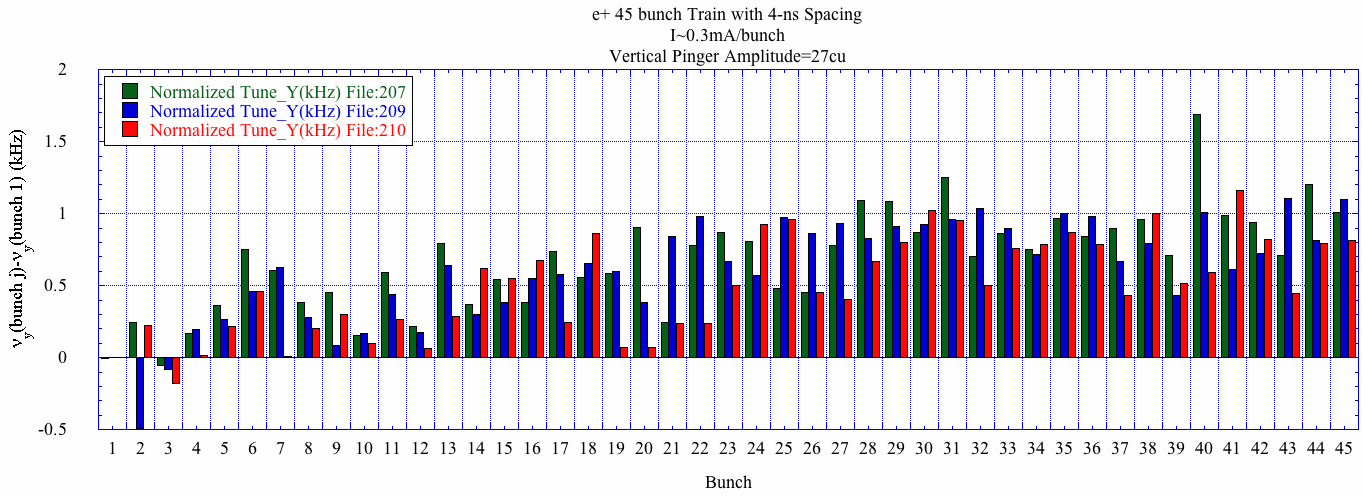 e+ 45 bunch Train with 4-ns Spacing
I~0.3mA/bunch
Vertical Pinger Amplitude=27cu
2
1.5
1
0.5
0
-0.5
ν_y(bunch j)-ν_y(bunch 1) (kHz)
Normalized Tune_Y(kHz) File:207
Normalized Tune_Y(kHz) File:209
Normalized Tune_Y(kHz) File:210
1 2 3 4 5 6 7 8 9 10 11 12 13 14 15 16 17 18 19 20 21 22 23 24 25 26 27 28 29 30 31 32 33 34 35 36 37 38 39 40 41 42 43 44 45
Bunch